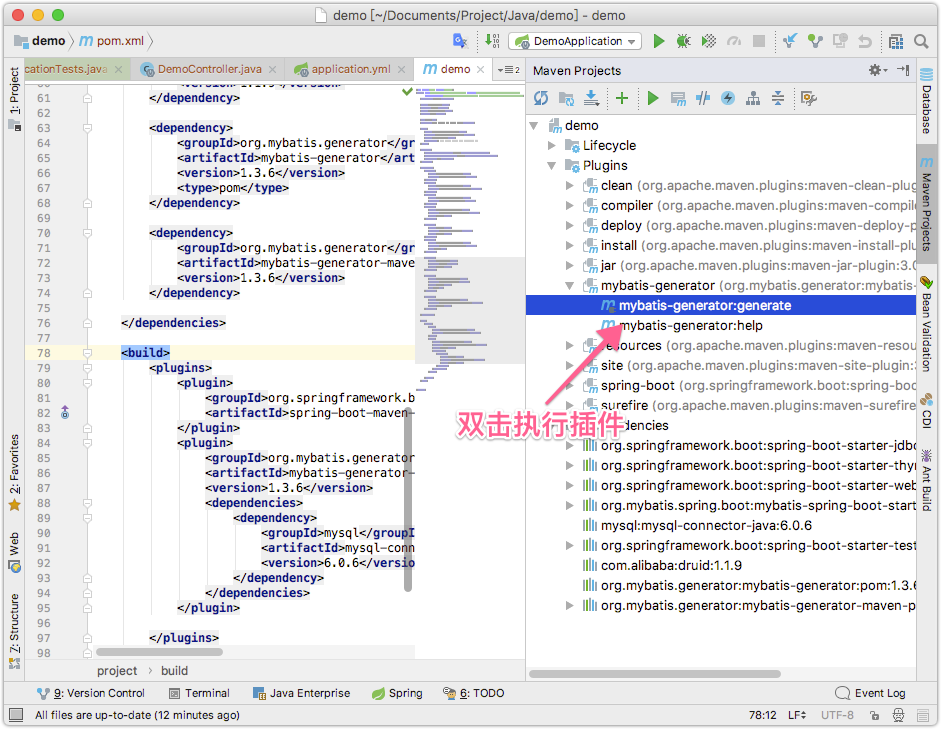 demo [~/Documents/Project/Java/demo] - demo
demo
pom.xml
DemoApplication
cationTests.java
DemoController.java
application.yml
demo
2
Maven Projects
1: Project
2: Favorites
Web
7: Structure
61 </dependency>
62
63 <dependency>
64 <groupId>org.mybatis.generator</gr
65 <artifactId>mybatis-generator</art
66 <version>1.3.6</version>
67 <type>pom</type>
68 </dependency>
69
70 <dependency>
71 <groupId>org.mybatis.generator</gr
72 <artifactId>mybatis-generator-mave
73 <version>1.3.6</version>
74 </dependency>
75
76 </dependencies>
77
78 <build>
79 <plugins>
80 <plugin>
81 <groupId>org.springframework.b
82 <artifactId>spring-boot-maven
83 </plugin>
84 <plugin>
85 <groupId>org.mybatis.generator
86 <artifactId>mybatis-generator-
87 <version>1.3.6</version>
88 <dependencies>
89 <dependency>
90 <groupId>mysql</groupI
91 <artifactId>mysql-conn
92 <version>6.0.6</versio
93 </dependency>
94 </dependencies>
95 </plugin>
96
97 </plugins>
98
project
build
demo
Lifecycle
Plugins
clean (org.apache.maven.plugins:maven-clean-plug
compiler (org.apache.maven.plugins:maven-compile
deploy (org.apache.maven.plugins:maven-deploy-p
install (org.apache.maven.plugins:maven-install-plu
jar (org.apache.maven.plugins:maven-jar-plugin:3.0
mybatis-generator (org.mybatis.generator:mybatis-
mybatis-generator:generate
mybatis-generator:help
resources (org.apache.maven.plugins:maven-resou
site (org.apache.maven.plugins:maven-site-plugin:
spring-boot (org.springframework.boot:spring-boot
surefire (org.apache.maven.plugins:maven-surefire
双击执行插件
endencies
org.springframework.boot:spring-boot-starter-jdbc
org.springframework.boot:spring-boot-starter-thy
org.springframework.boot:spring-boot-starter-web
org.mybatis.spring.boot:mybatis-spring-boot-start
mysql:mysql-connector-java:6.0.6
org.springframework.boot:spring-boot-starter-test
com.alibaba:druid:1.1.9
org.mybatis.generator:mybatis-generator:pom:1.3.6
org.mybatis.generator:mybatis-generator-maven-p
Database
Maven Projects
Bean Validation
CDI
Ant Build
9: Version Control
Terminal
Java Enterprise
Spring
6: TODO
Event Log
All files are up-to-date (12 minutes ago)
78:12
LF
UTF-8